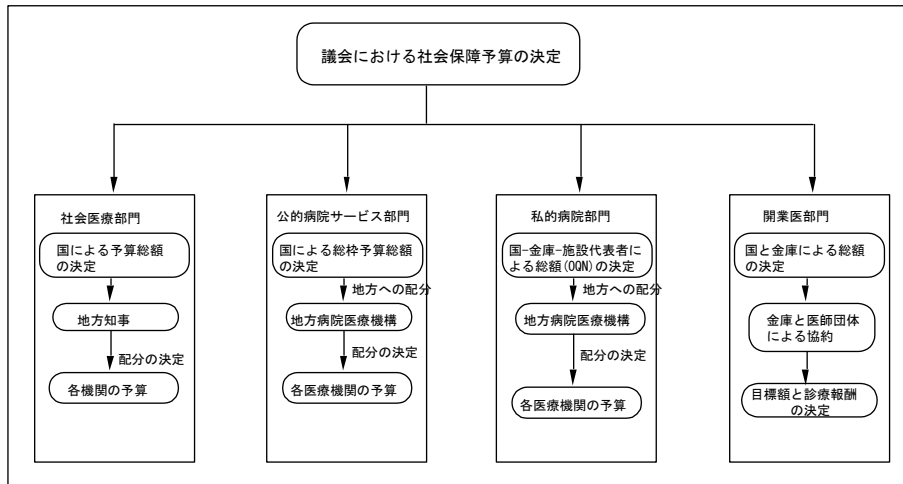 議会における社会保障予算の決定
社会医療部門
国による予算総額
の決定
地方知事
配分の決定
各機関の予算
公的病院サービス部門
国による総枠予算総額
の決定
地方への配分
地方病院医療機構
配分の決定
各医療機関の予算
私的病院部門
国-金庫-施設代表者に
よる総額(OQN)の決定
地方への配分
地方病院医療機構
配分の決定
各医療機関の予算
開業医部門
国と金庫による総額
の決定
金庫と医師団体
による協約
目標額と診療報酬
の決定